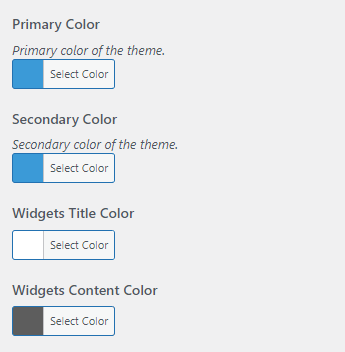 Primary Color
Primary color of the theme.
Select Color
Secondary Color
Secondary color of the theme.
Select Color
Widgets Title Color
Select Color
Widgets Content Color
Select Color